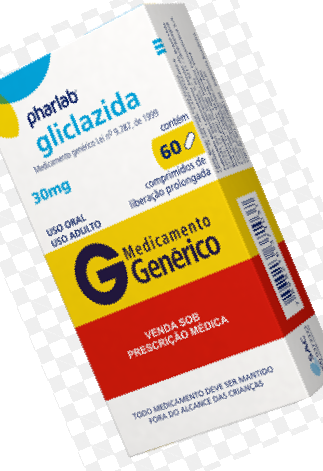 pharlab
gliclazida
Medicamento genérico Lei nº 9.787, de 1999
30mg
contém
60
comprimidos de
liberação prolongada
USO ORAL
USO ADULTO
G Medicamento
Genérico
VENDA SOB
PRESCRIÇÃO MÉDICA
TODO MEDICAMENTO DEVE SER MANTIDO
FORA DO ALCANCE DAS CRIANÇAS
SAC